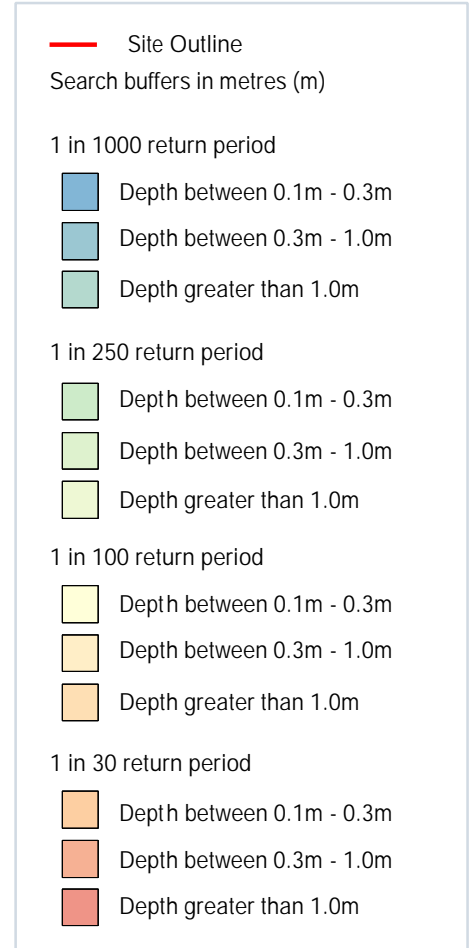 Site Outline
Search buffers in metres (m)
1 in 1000 return period
Depth between 0.1m - 0.3m
Depth between 0.3m - 1.0m
Depth greater than 1.0m
1 in 250 return period
Depth between 0.1m - 0.3m
Depth between 0.3m - 1.0m
Depth greater than 1.0m
1 in 100 return period
Depth between 0.1m - 0.3m
Depth between 0.3m - 1.0m
Depth greater than 1.0m
1 in 30 return period
Depth between 0.1m - 0.3m
Depth between 0.3m - 1.0m
Depth greater than 1.0m